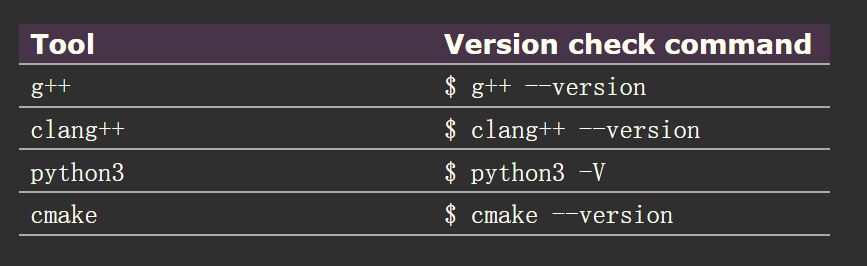 Tool Version check command
g++ $ g++ --version
clang++ $ clang++ --version
python3 $ python3 -V
cmake $ cmake --version